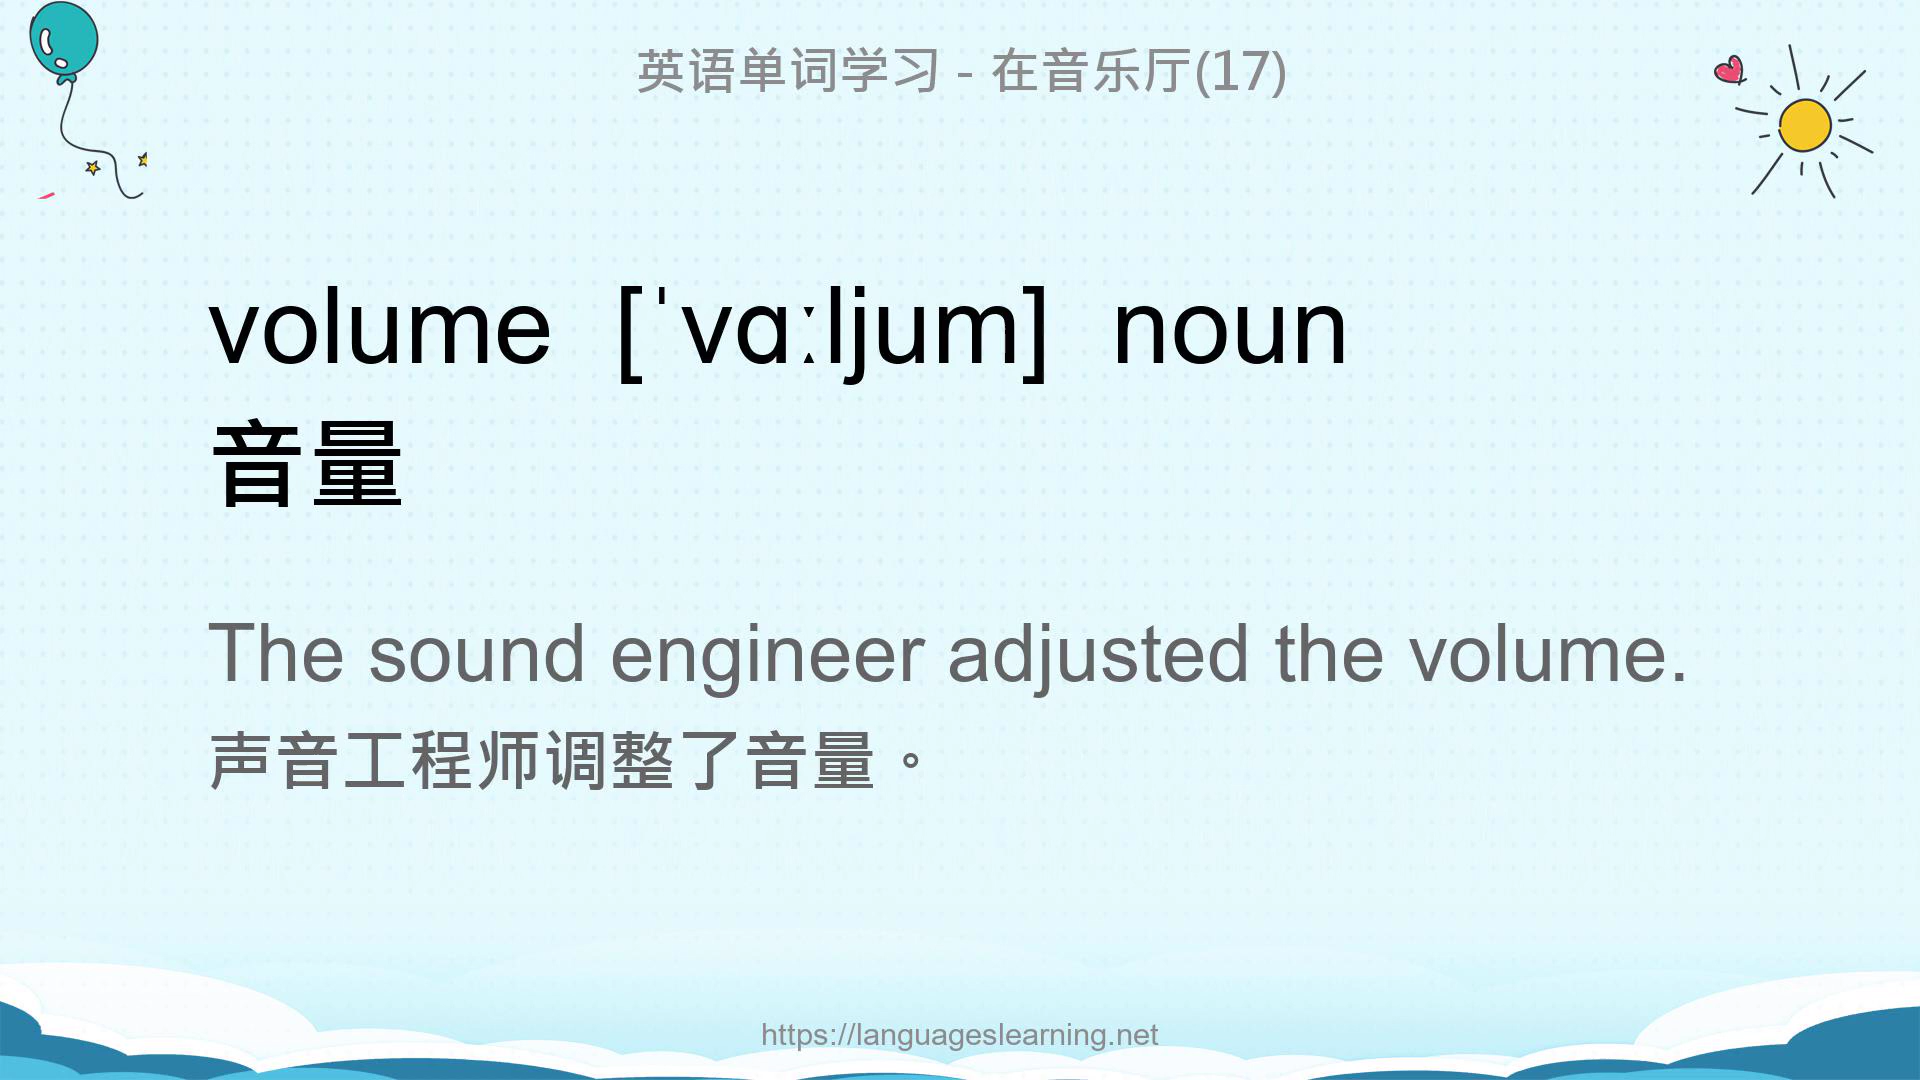 英语单词学习 - 在音乐厅(17)
volume [ˈvɑːljum] noun
音量
The sound engineer adjusted the volume.
声音工程师调整了音量。
https://languageslearning.net